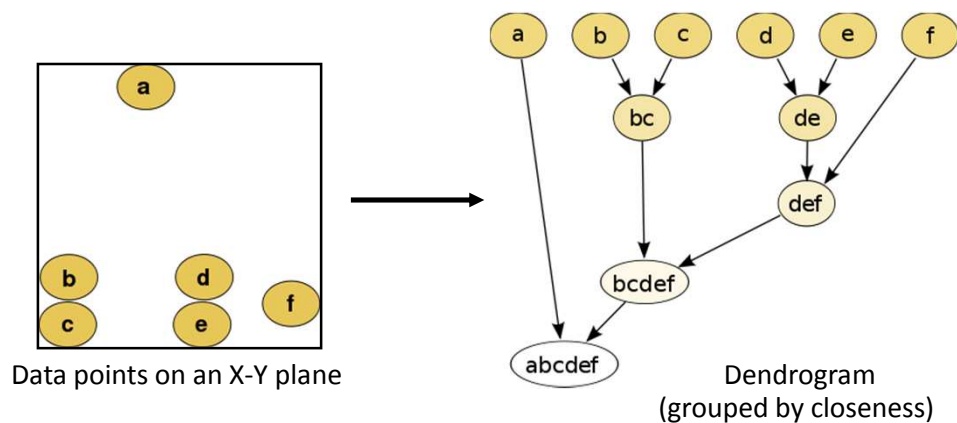 a
b
c
d
e
f
Data points on an X-Y plane
a b c d e f
bc de
def
bcdef
abcdef
Dendrogram
(grouped by closeness)